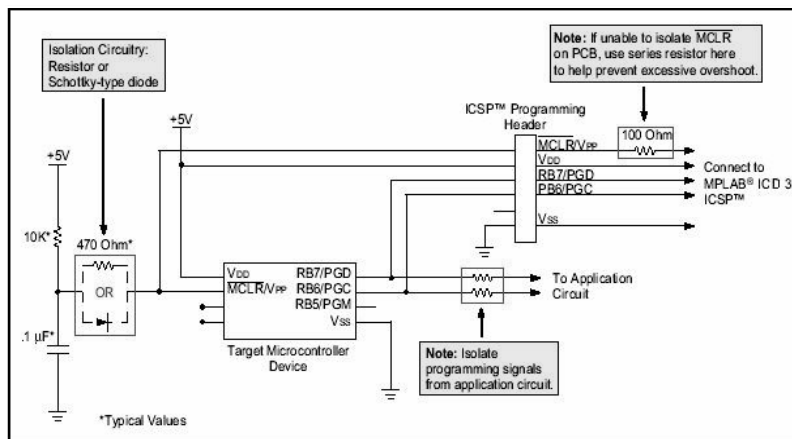 Isolation Circuitry:
Resistor or
Schottky-type diode
Note: If unable to isolate MCLR
on PCB, use series resistor here
to help prevent excessive overshoot.
+5V
ICSP™ Programming
Header
100 Ohm
+5V
MCLR/VPP
VDD
RB7/PGD
PB6/PGC
VSS
Connect to
MPLAB® ICD 3
ICSP™
10K*
470 Ohm*
OR
.1 µF*
VDD
MCLR/VPP
RB7/PGD
RB6/PGC
RB5/PGM
VSS
To Application
Circuit
Target Microcontroller
Device
Note: Isolate
programming signals
from application circuit.
*Typical Values